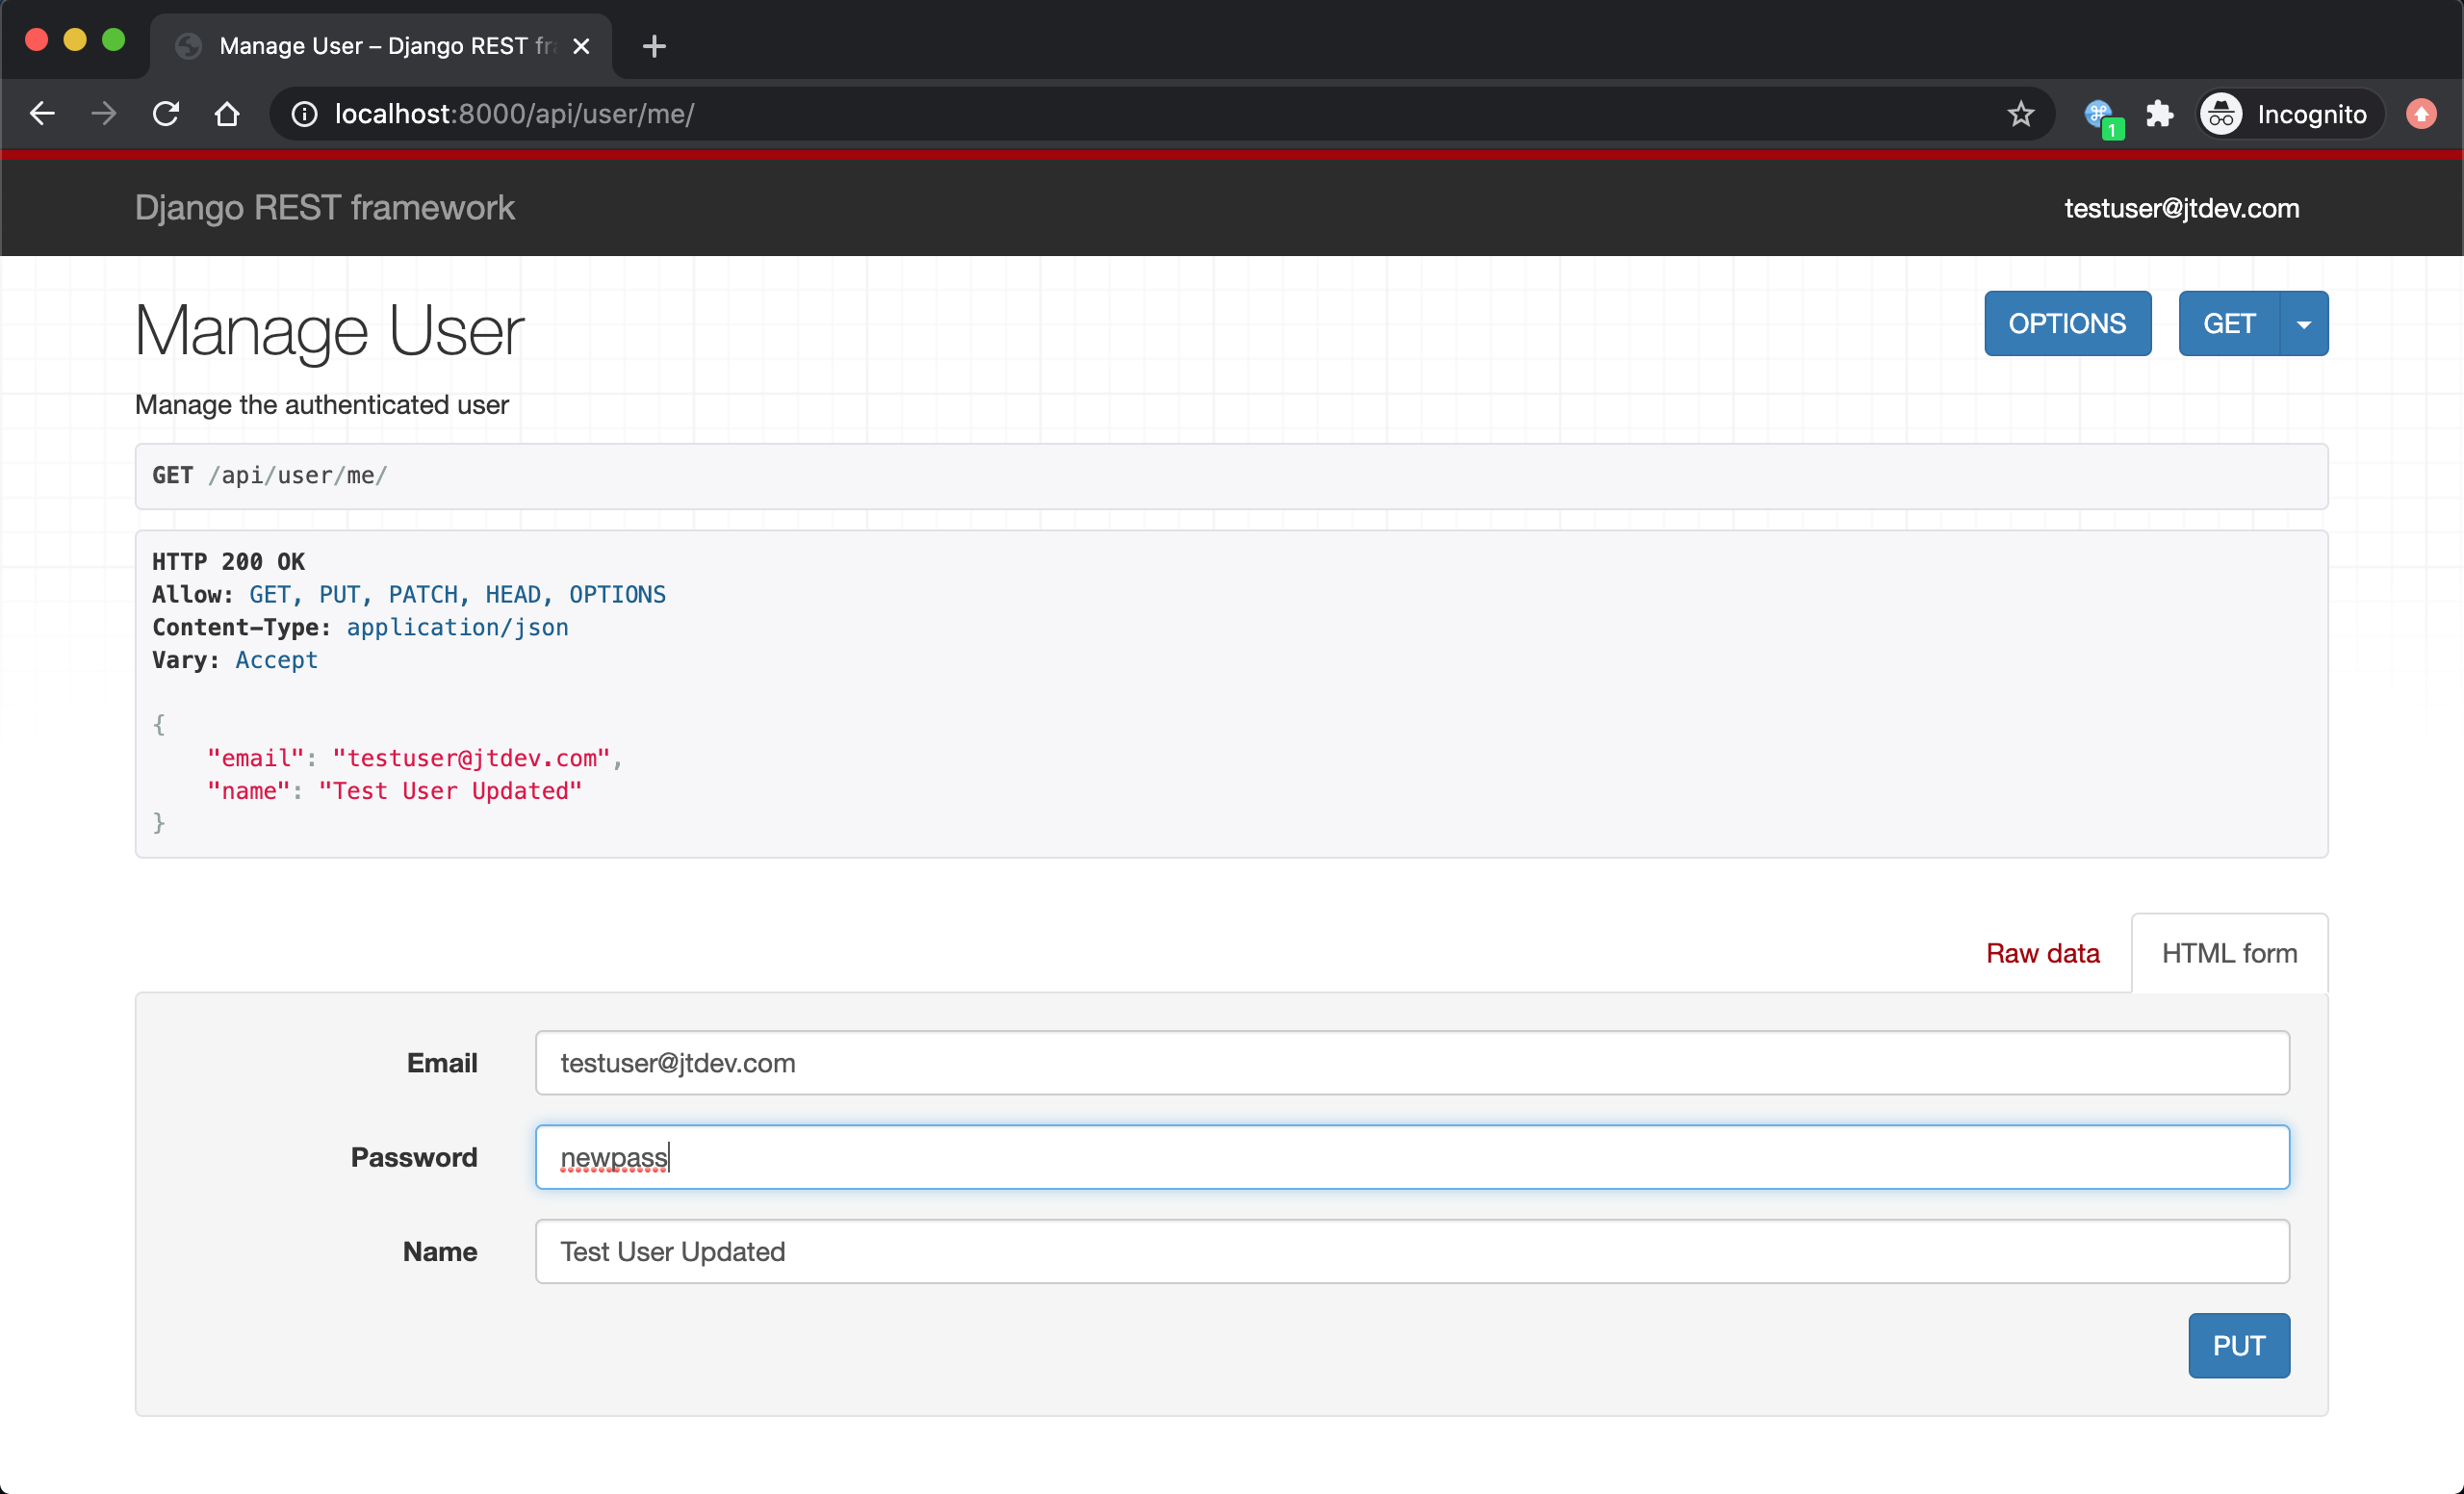 Manage User – Django REST fr
localhost:8000/api/user/me/
1
Incognito
Django REST framework
testuser@jtdev.com
Manage User
OPTIONS
GET
Manage the authenticated user
GET /api/user/me/
HTTP 200 OK
Allow: GET, PUT, PATCH, HEAD, OPTIONS
Content-Type: application/json
Vary: Accept
{
"email": "testuser@jtdev.com",
"name": "Test User Updated"
}
Raw data
HTML form
Email
testuser@jtdev.com
Password
newpass
Name
Test User Updated
PUT